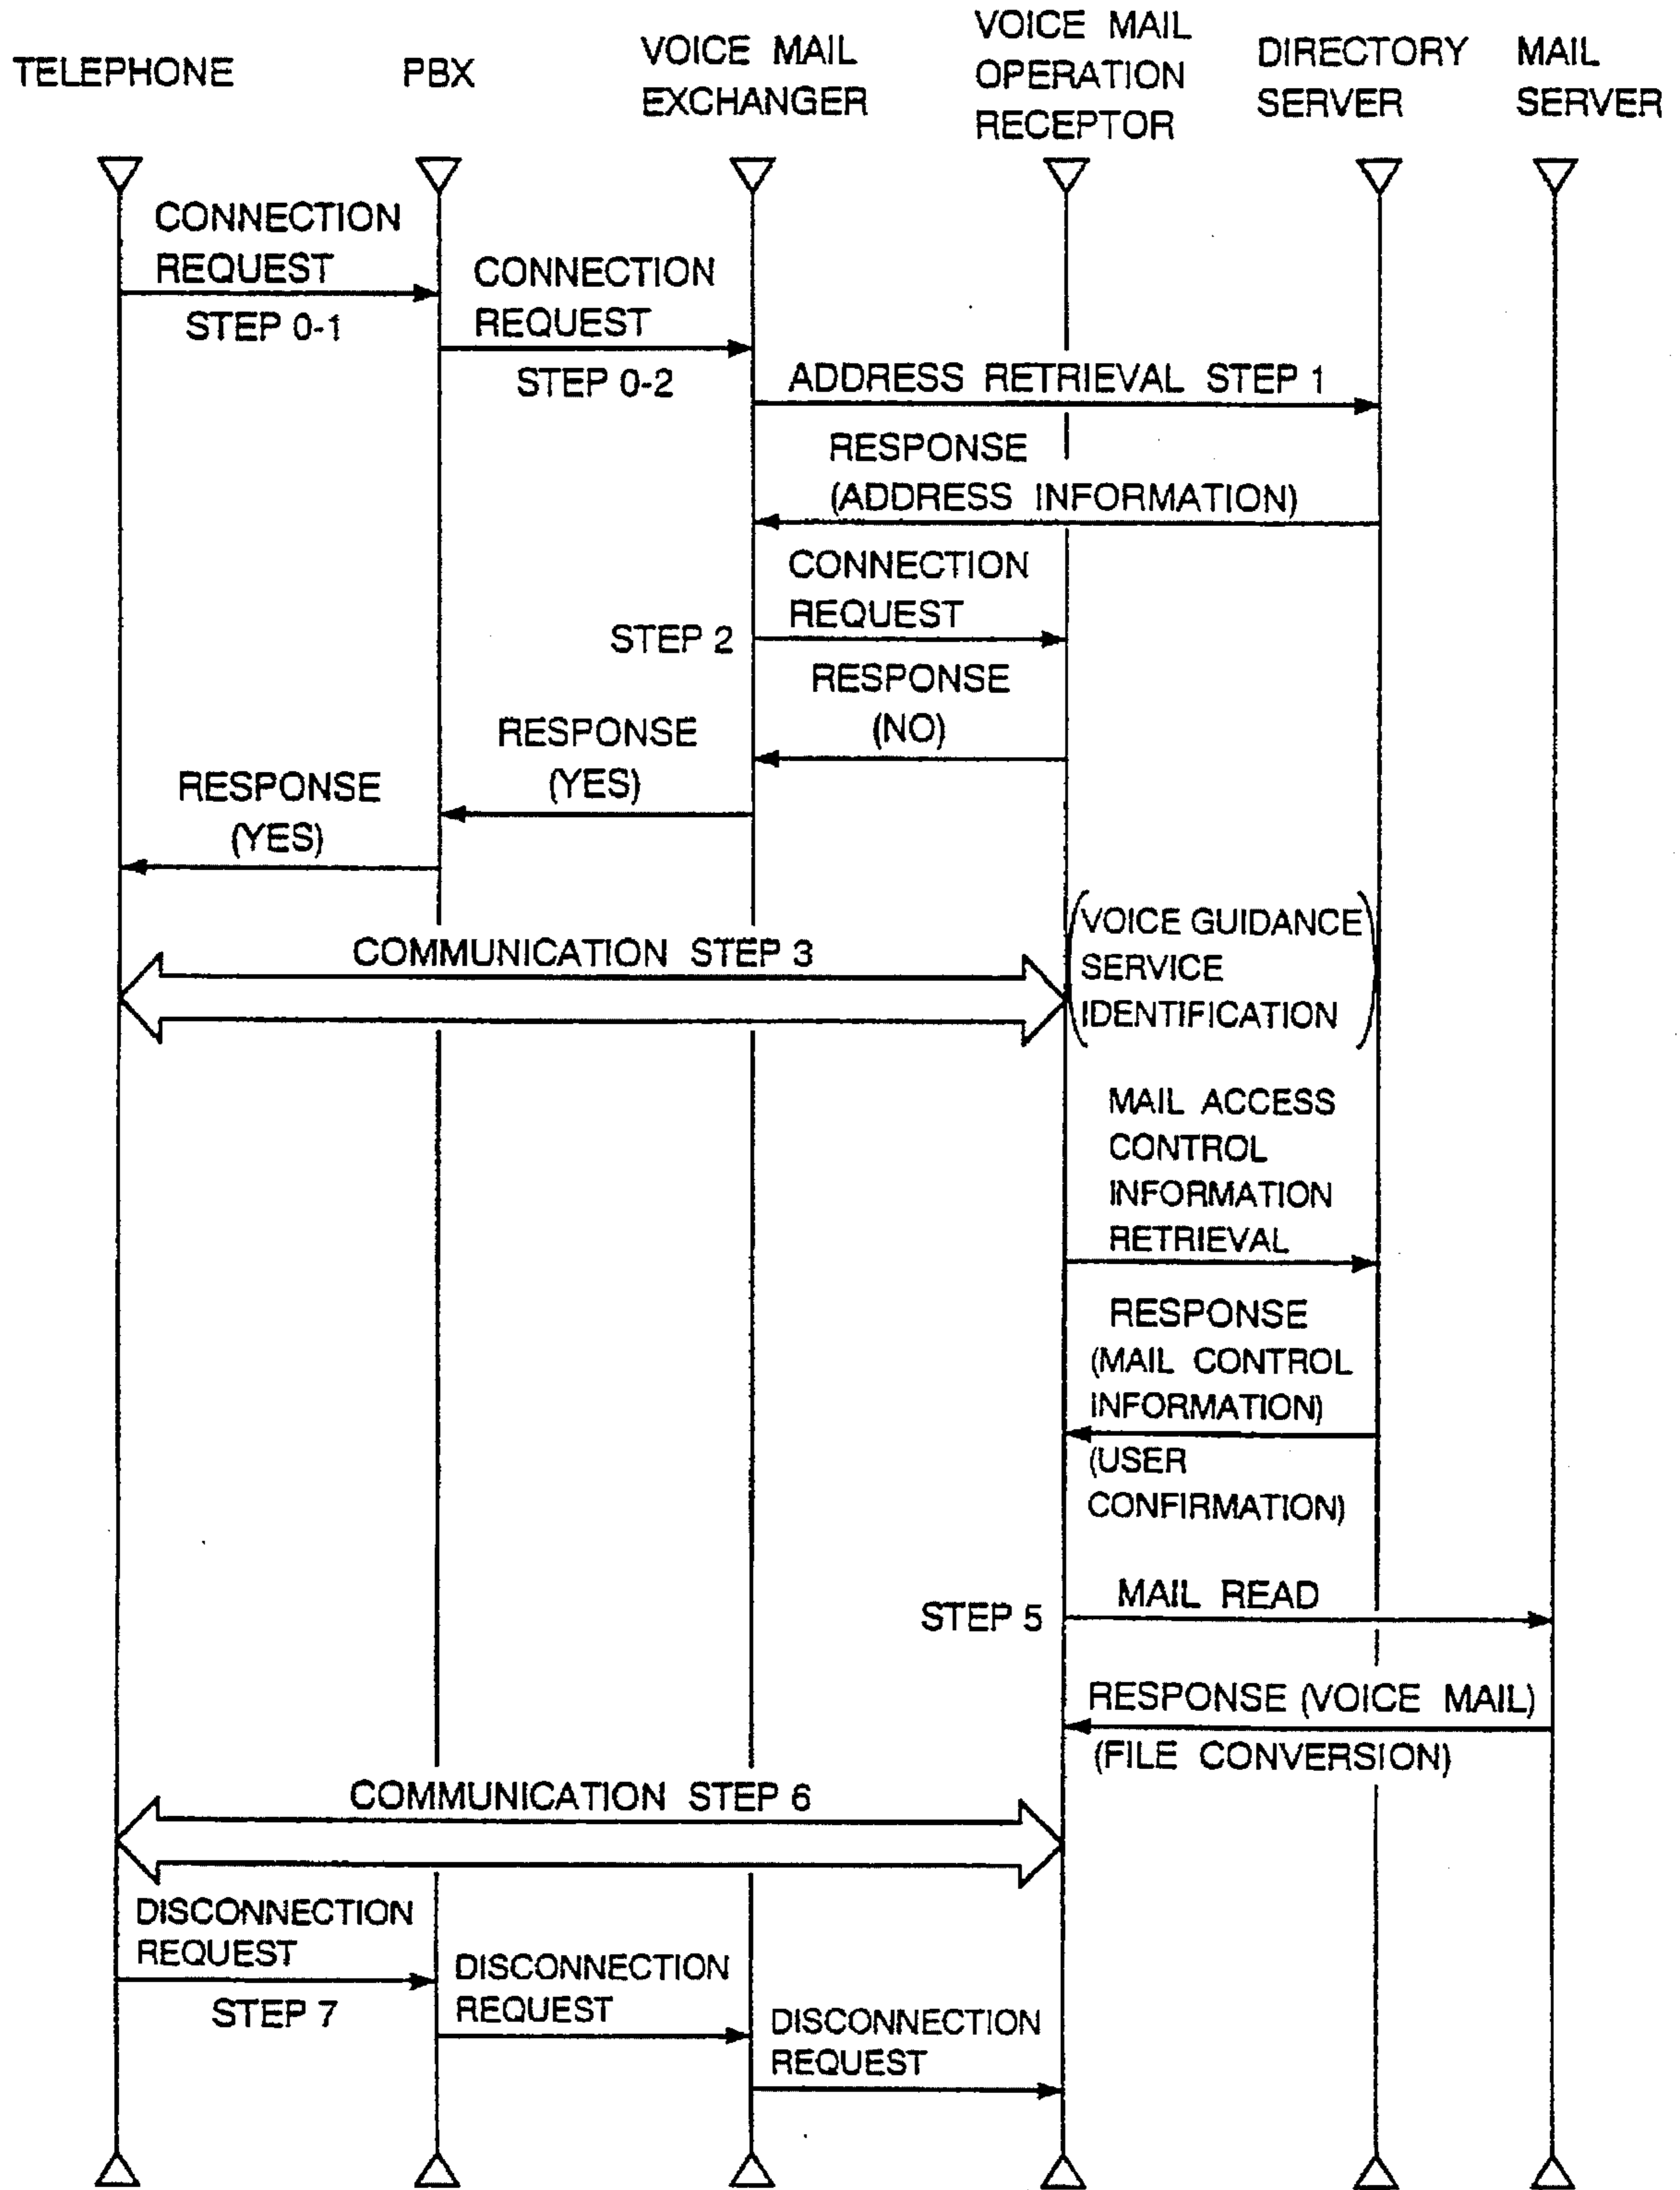 TELEPHONE
PBX
VOICE MAIL
EXCHANGER
VOICE MAIL
OPERATION
RECEPTOR
DIRECTORY
SERVER
MAIL
SERVER
CONNECTION
REQUEST
STEP 0-1
CONNECTION
REQUEST
STEP 0-2
ADDRESS RETRIEVAL STEP 1
RESPONSE
(ADDRESS INFORMATION)
CONNECTION
REQUEST
STEP 2
RESPONSE
(NO)
RESPONSE
(YES)
RESPONSE
(YES)
COMMUNICATION STEP 3
(VOICE GUIDANCE
SERVICE
IDENTIFICATION)
MAIL ACCESS
CONTROL
INFORMATION
RETRIEVAL
RESPONSE
(MAIL CONTROL
INFORMATION)
(USER
CONFIRMATION)
STEP 5
MAIL READ
RESPONSE (VOICE MAIL)
(FILE CONVERSION)
COMMUNICATION STEP 6
DISCONNECTION
REQUEST
STEP 7
DISCONNECTION
REQUEST
DISCONNECTION
REQUEST